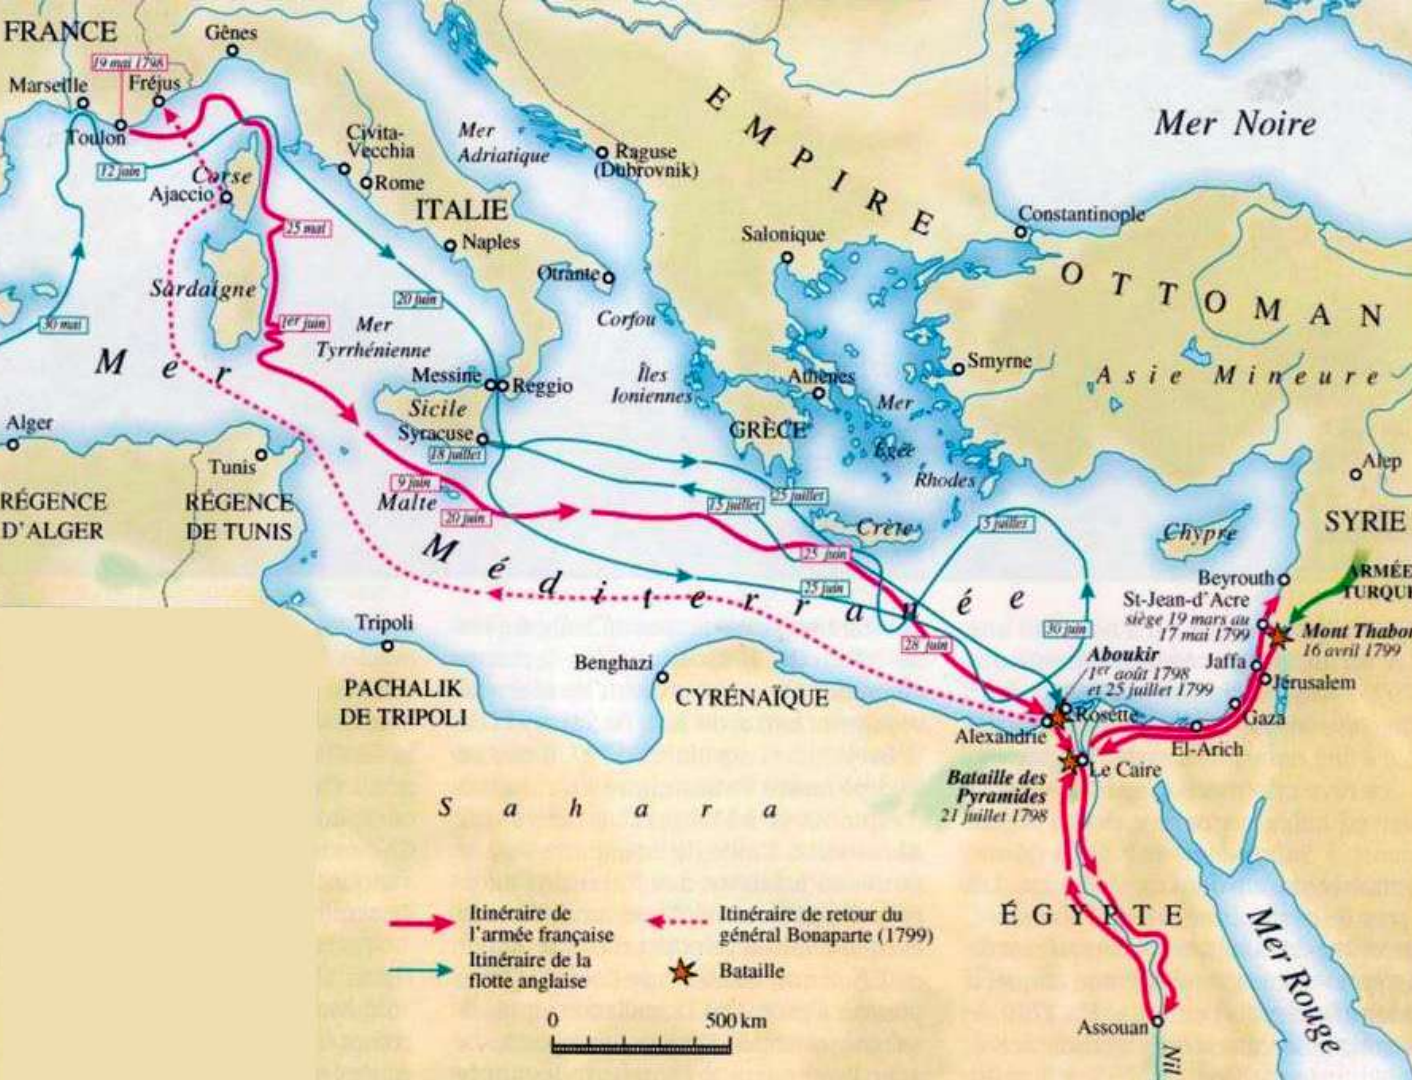 FRANCE
Gênes
19 mai 1798
Marseille
Fréjus
Toulon
12 juin
Corse
Ajaccio
Civita-
Vecchia
Rome
Mer
Adriatique
Raguse
(Dubrovnik)
ITALIE
Naples
25 mai
Otrante
Sardaigne
20 juin
30 mai
1er juin
Mer
Tyrrhénienne
Corfou
Messine
Reggio
Îles
Ioniennes
Sicile
Syracuse
18 juillet
EMPIRE
OTTOMAN
Mer Noire
Constantinople
Salonique
Smyrne
Asie Mineure
Athènes
Mer
Egée
GRÈCE
Rhodes
Alep
Alger
Tunis
RÉGENCE
D'ALGER
RÉGENCE
DE TUNIS
9 juin
Malte
20 juin
15 juillet
25 juillet
Crète
5 juillet
Chypre
SYRIE
Mer Méditerranée
25 juin
25 juin
28 juin
30 juin
Beyrouth
ARMÉE
TURQUE
St-Jean-d'Acre
siège 19 mars au
17 mai 1799
Mont Thabor
16 avril 1799
Tripoli
Benghazi
PACHALIK
DE TRIPOLI
CYRÉNAÏQUE
Aboukir
1er août 1798
et 25 juillet 1799
Jaffa
Jérusalem
Gaza
El-Arich
Rosette
Alexandrie
Le Caire
Bataille des
Pyramides
21 juillet 1798
Sahara
ÉGYPTE
Mer Rouge
Assouan
Nil
Itinéraire de
l'armée française
Itinéraire de la
flotte anglaise
Itinéraire de retour du
général Bonaparte (1799)
Bataille
0 500 km